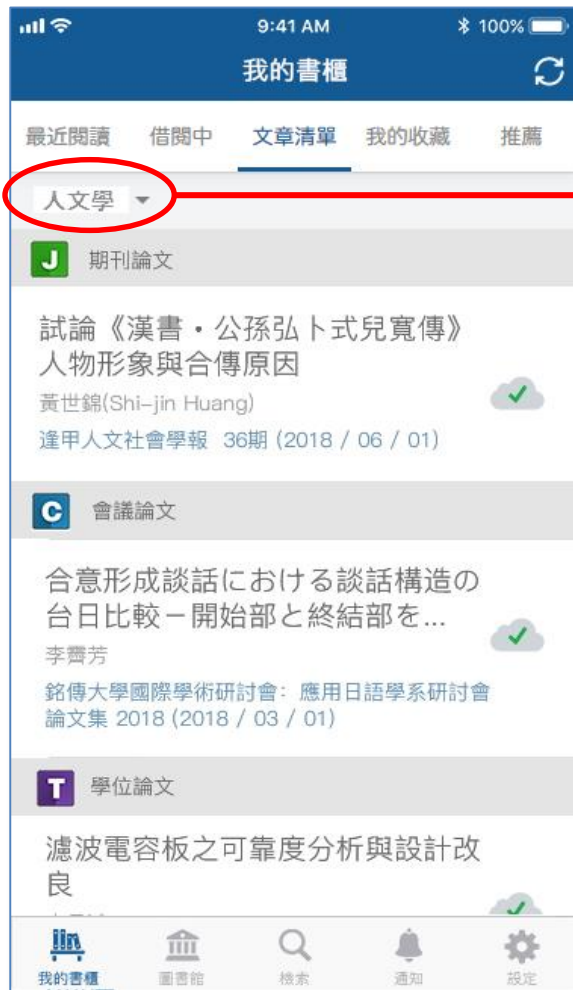 9:41 AM
100%
我的書櫃
最近閱讀 借閱中 文章清單 我的收藏 推薦
人文學
J 期刊論文
試論《漢書・公孫弘卜式兒寬傳》
人物形象與合傳原因
黃世錦(Shi-jin Huang)
逢甲人文社會學報 36期 (2018 / 06 / 01)
C 會議論文
合意形成談話における談話構造の
台日比較－開始部と終結部を...
李霽芳
銘傳大學國際學術研討會：應用日語學系研討會
論文集 2018 (2018 / 03 / 01)
T 學位論文
濾波電容板之可靠度分析與設計改
良
我的書櫃 圖書館 檢索 通知 設定